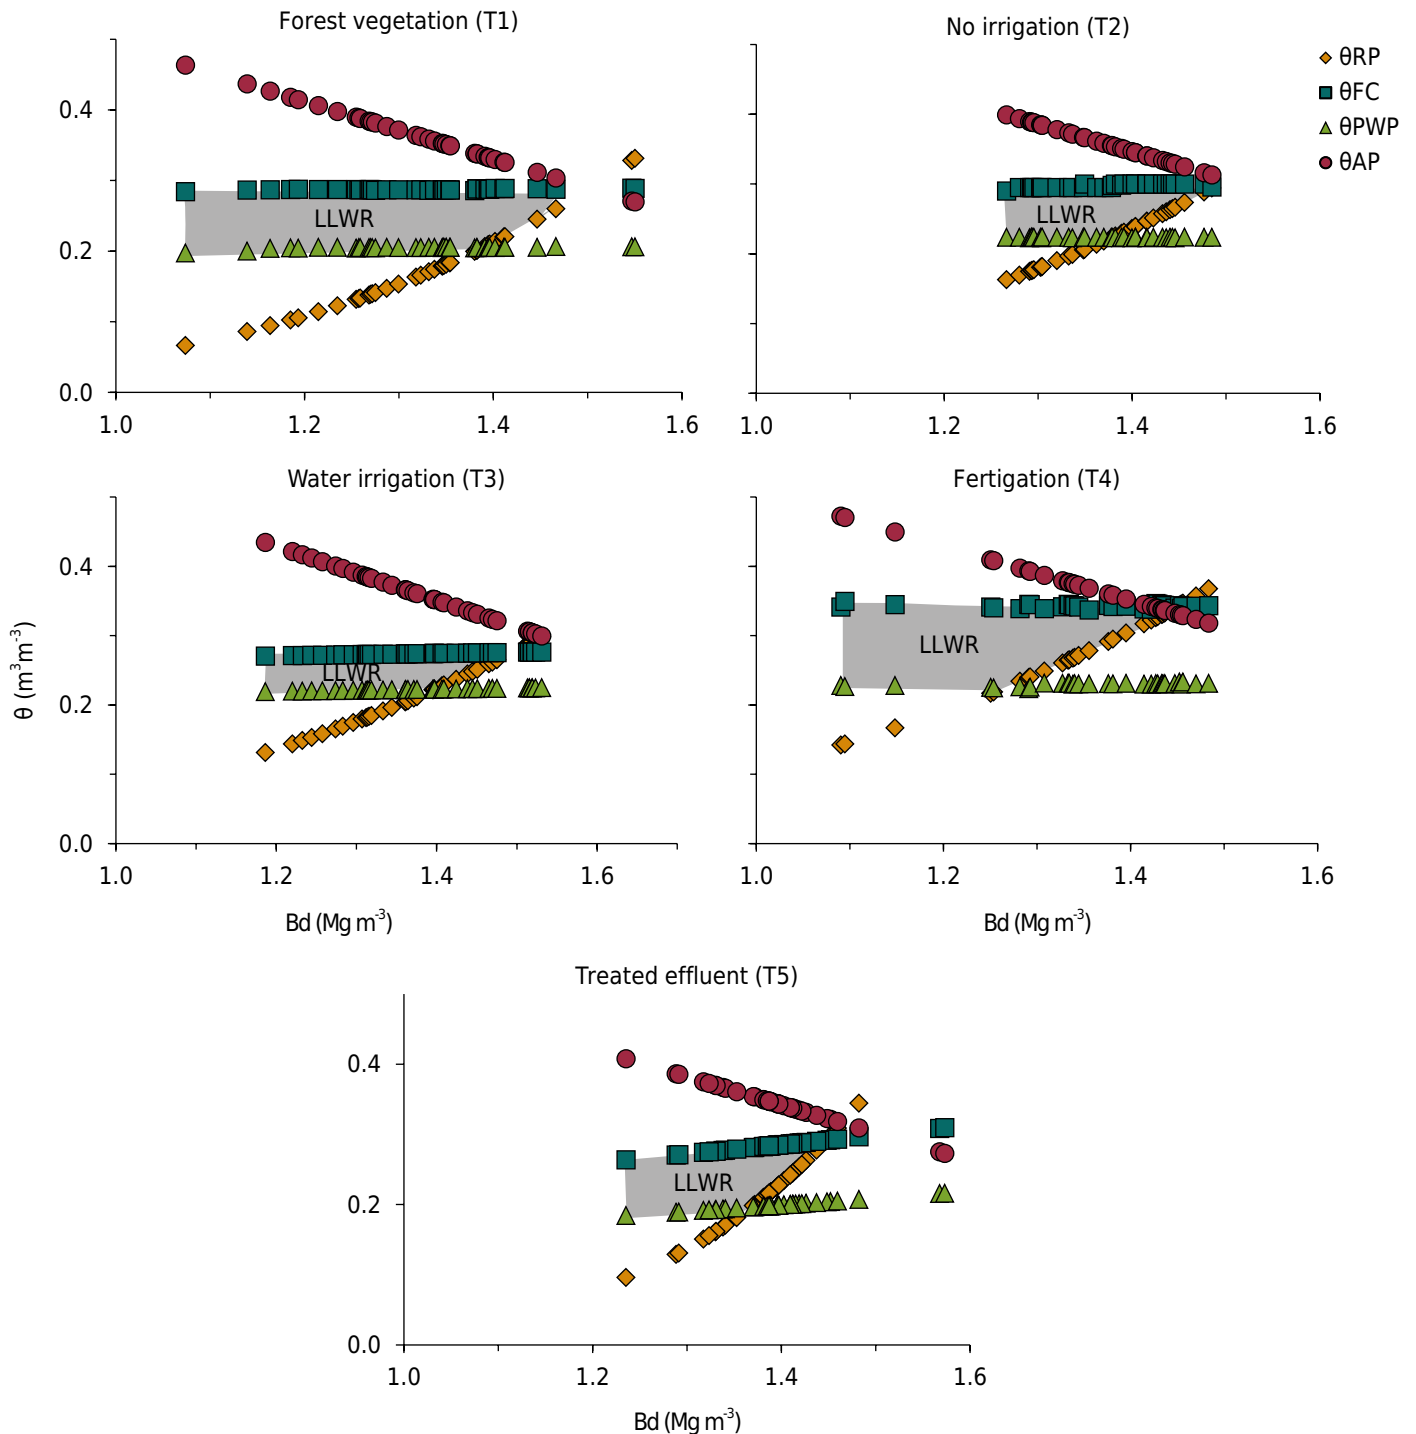 Forest vegetation (T1)
No irrigation (T2)
θRP
θFC
θPWP
θAP
0.4
0.2
0.0
LLWR
LLWR
1.0 1.2 1.4 1.6
1.0 1.2 1.4 1.6
Water irrigation (T3)
Fertigation (T4)
θ (m³m⁻³)
0.4
0.2
0.0
LLWR
LLWR
1.0 1.2 1.4 1.6
1.0 1.2 1.4 1.6
Bd (Mg m⁻³)
Bd (Mg m⁻³)
Treated effluent (T5)
0.4
0.2
0.0
LLWR
1.0 1.2 1.4 1.6
Bd (Mg m⁻³)